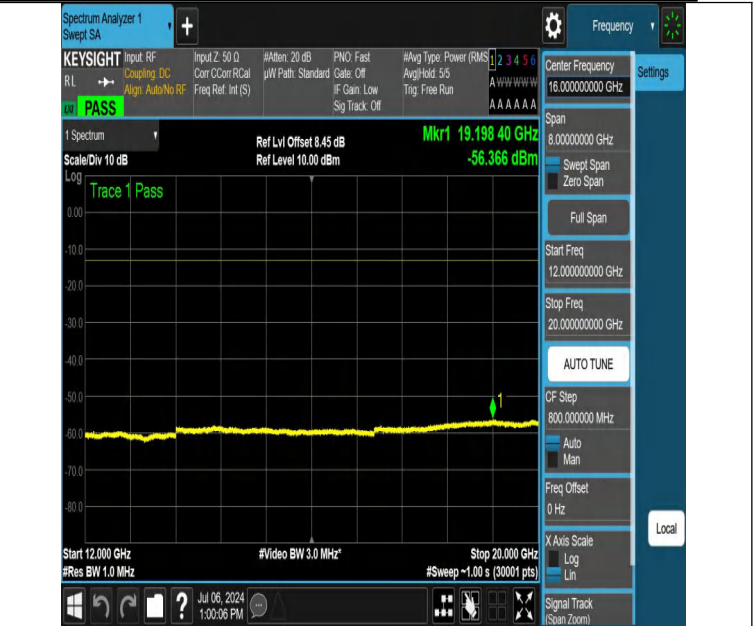 Spectrum Analyzer 1
Swept SA
+
Frequency
KEYSIGHT
RL
PASS
Input: RF
Coupling: DC
Align: Auto/No RF
Input Z: 50 Ω
Corr CCorr RCal
Freq Ref: Int (S)
#Atten: 20 dB
µW Path: Standard
PNO: Fast
Gate: Off
IF Gain: Low
Sig Track: Off
#Avg Type: Power (RMS
Avg|Hold: 5/5
Trig: Free Run
1 2 3 4 5 6
A W W W W W
A A A A A A
1 Spectrum
Scale/Div 10 dB
Ref Lvl Offset 8.45 dB
Ref Level 10.00 dBm
Mkr1 19.198 40 GHz
-56.366 dBm
Log
Trace 1 Pass
0.00
-10.0
-20.0
-30.0
-40.0
-50.0
-60.0
-70.0
-80.0
1
Start 12.000 GHz
#Res BW 1.0 MHz
#Video BW 3.0 MHz*
Stop 20.000 GHz
#Sweep ~1.00 s (30001 pts)
?
Jul 06, 2024
1:00:06 PM
Center Frequency
16.000000000 GHz
Settings
Span
8.00000000 GHz
Swept Span
Zero Span
Full Span
Start Freq
12.000000000 GHz
Stop Freq
20.000000000 GHz
AUTO TUNE
CF Step
800.000000 MHz
Auto
Man
Freq Offset
0 Hz
X Axis Scale
Log
Lin
Local
Signal Track
(Span Zoom)